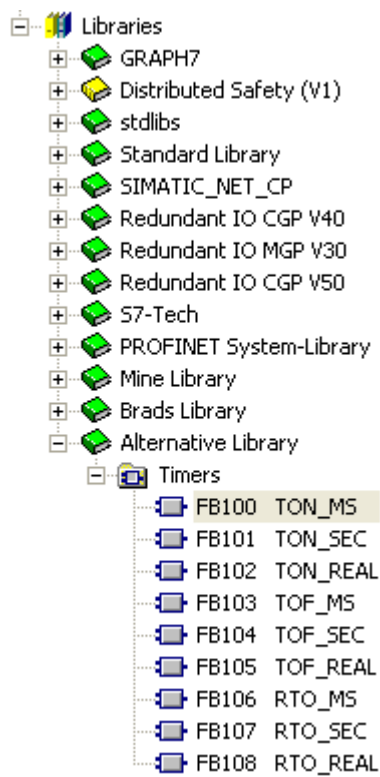 Libraries
GRAPH7
Distributed Safety (V1)
stdlibs
Standard Library
SIMATIC_NET_CP
Redundant IO CGP V40
Redundant IO MGP V30
Redundant IO CGP V50
S7-Tech
PROFINET System-Library
Mine Library
Brads Library
Alternative Library
Timers
FB100 TON_MS
FB101 TON_SEC
FB102 TON_REAL
FB103 TOF_MS
FB104 TOF_SEC
FB105 TOF_REAL
FB106 RTO_MS
FB107 RTO_SEC
FB108 RTO_REAL